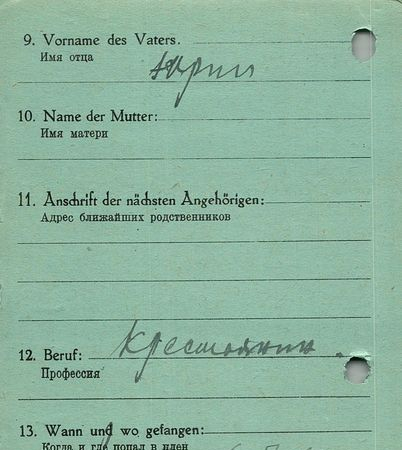 9. Vorname des Vaters.
Имя отца
10. Name der Mutter:
Имя матери
11. Anschrift der nächsten Angehörigen:
Адрес ближайших родственников
12. Beruf: Крестьянин.
Профессия
13. Wann und wo gefangen:
Когда и где попал в плен